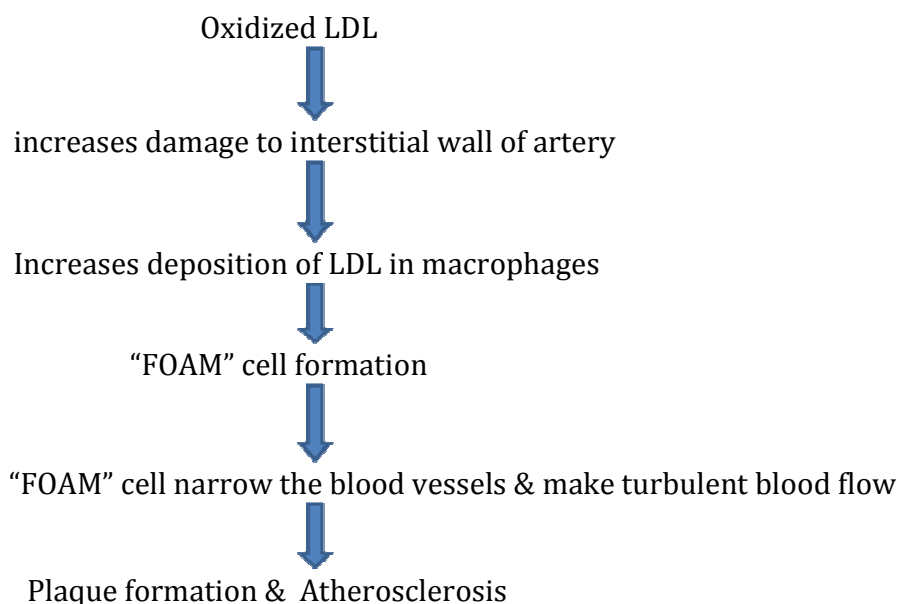 Oxidized LDL
increases damage to interstitial wall of artery
Increases deposition of LDL in macrophages
“FOAM” cell formation
“FOAM” cell narrow the blood vessels & make turbulent blood flow
Plaque formation & Atherosclerosis